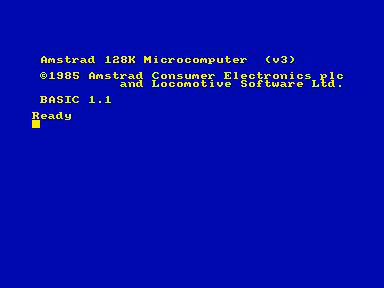 Amstrad 128K Microcomputer  (v3)
©1985 Amstrad Consumer Electronics plc
and Locomotive Software Ltd.
BASIC 1.1
Ready